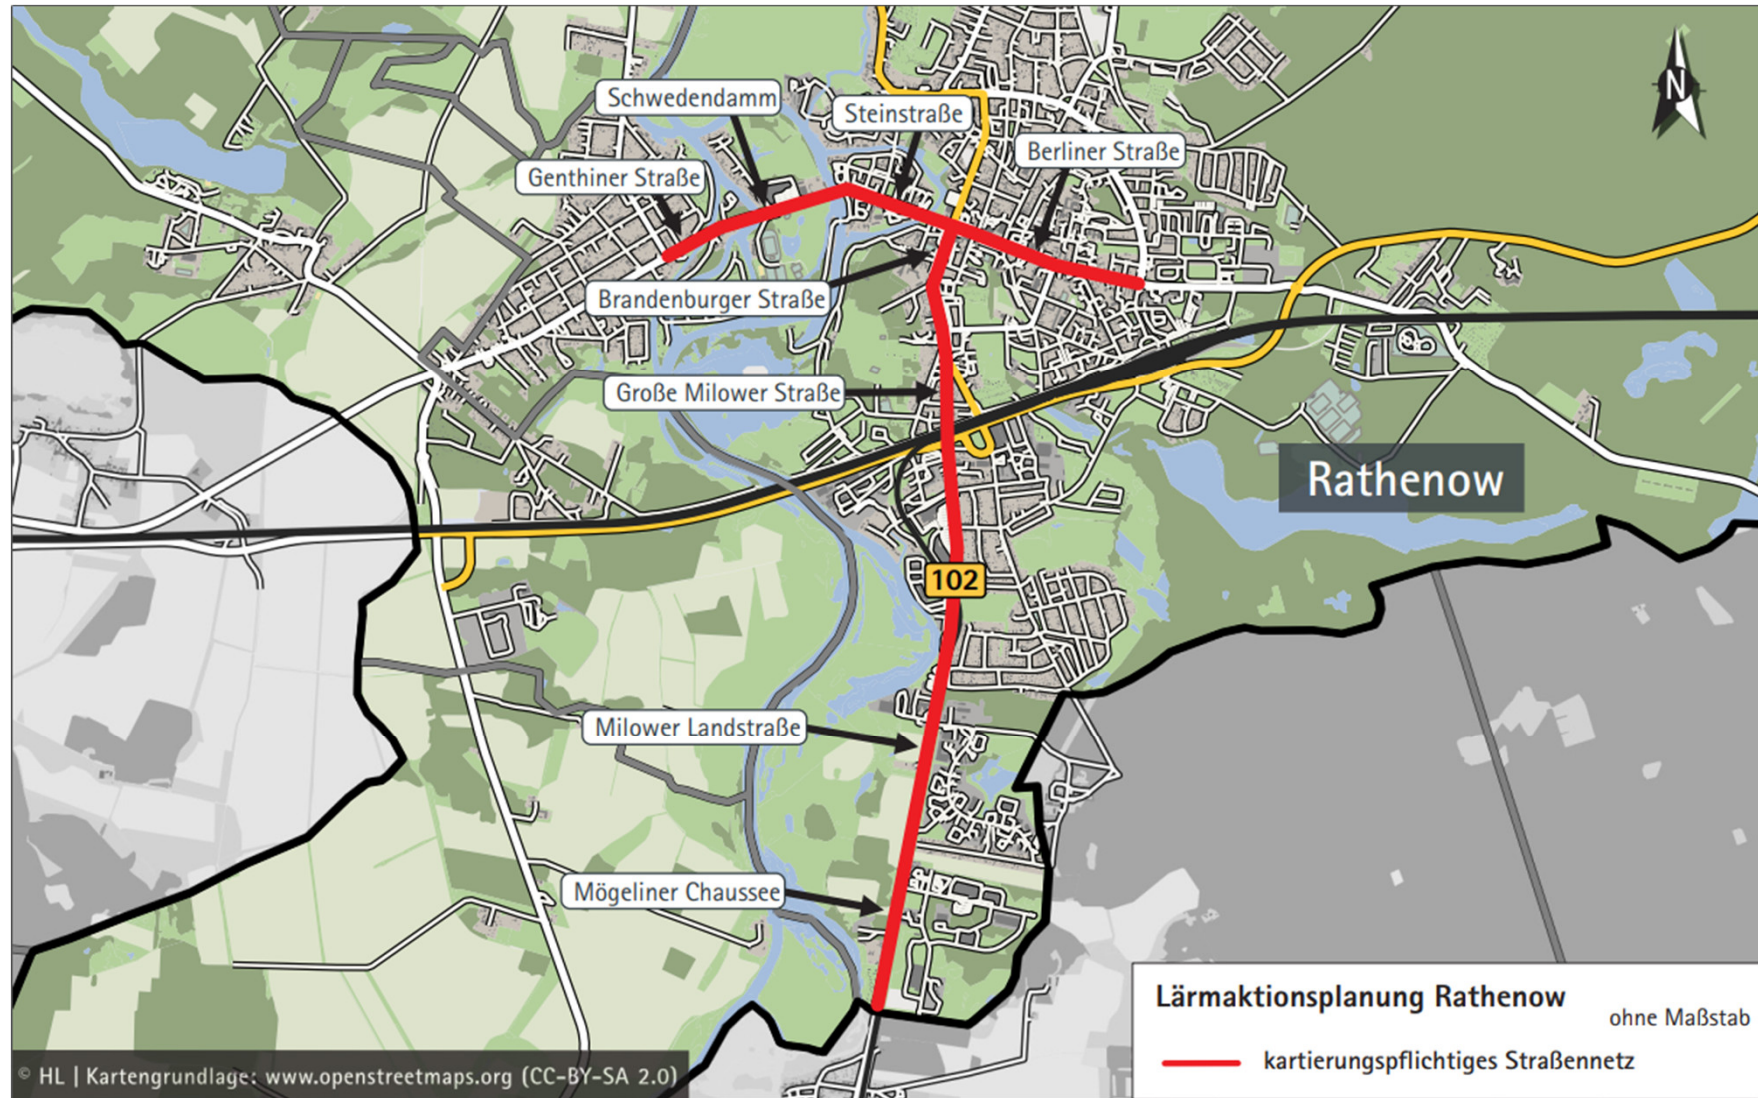 Schwedendamm
Steinstraße
Berliner Straße
Genthiner Straße
Brandenburger Straße
Große Milower Straße
Rathenow
102
Milower Landstraße
Mögeliner Chaussee
N
Lärmaktionsplanung Rathenow
ohne Maßstab
kartierungspflichtiges Straßennetz
© HL | Kartengrundlage: www.openstreetmaps.org (CC-BY-SA 2.0)